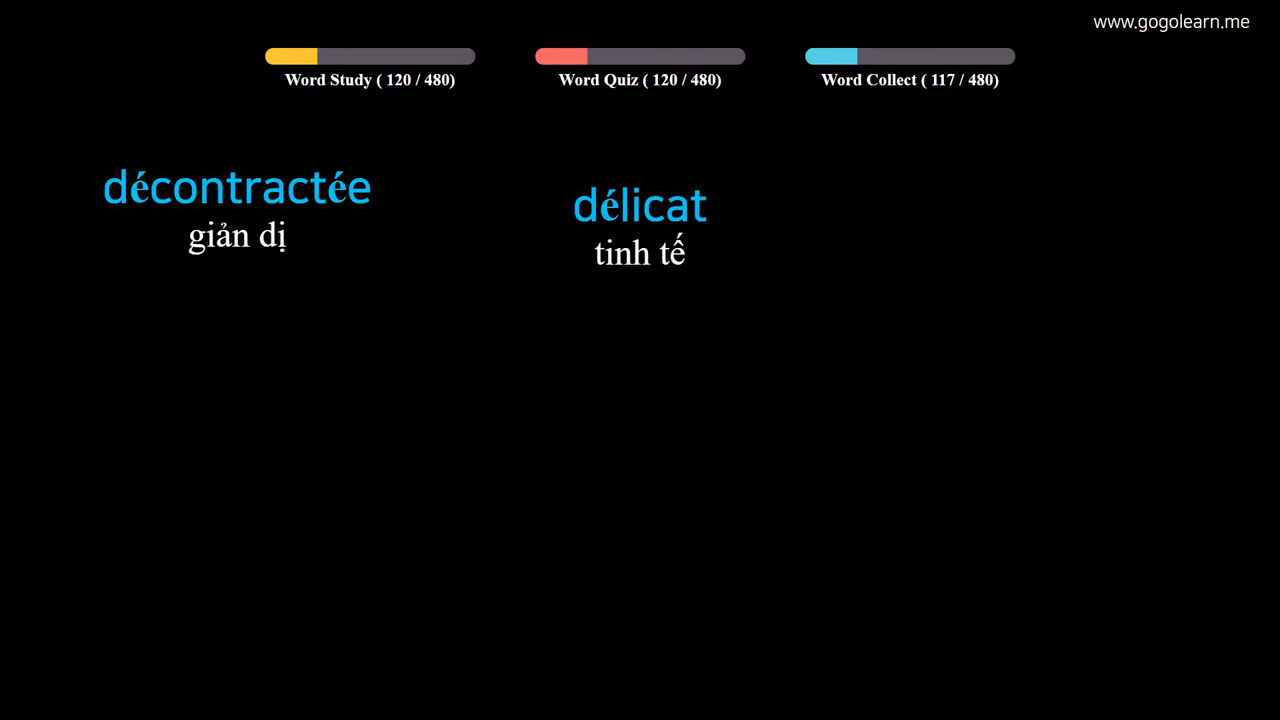 www.gogolearn.me
Word Study ( 120 / 480)
Word Quiz ( 120 / 480)
Word Collect ( 117 / 480)
décontractée
giản dị
délicat
tinh tế